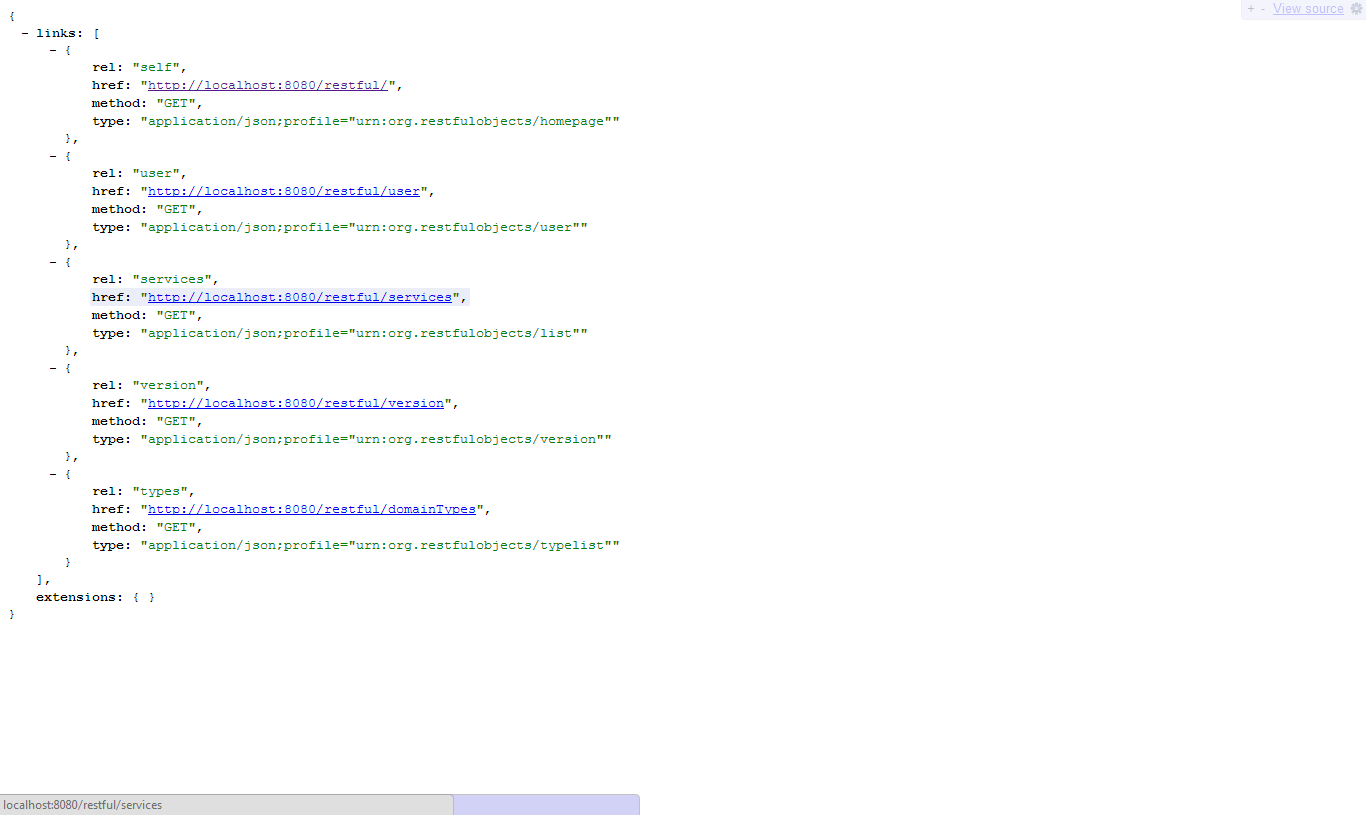 {
- links: [
- {
rel: "self",
href: "http://localhost:8080/restful/",
method: "GET",
type: "application/json;profile="urn:org.restfulobjects/homepage""
},
- {
rel: "user",
href: "http://localhost:8080/restful/user",
method: "GET",
type: "application/json;profile="urn:org.restfulobjects/user""
},
- {
rel: "services",
href: "http://localhost:8080/restful/services",
method: "GET",
type: "application/json;profile="urn:org.restfulobjects/list""
},
- {
rel: "version",
href: "http://localhost:8080/restful/version",
method: "GET",
type: "application/json;profile="urn:org.restfulobjects/version""
},
- {
rel: "types",
href: "http://localhost:8080/restful/domainTypes",
method: "GET",
type: "application/json;profile="urn:org.restfulobjects/typelist""
}
],
extensions: { }
}
+ - View source
localhost:8080/restful/services